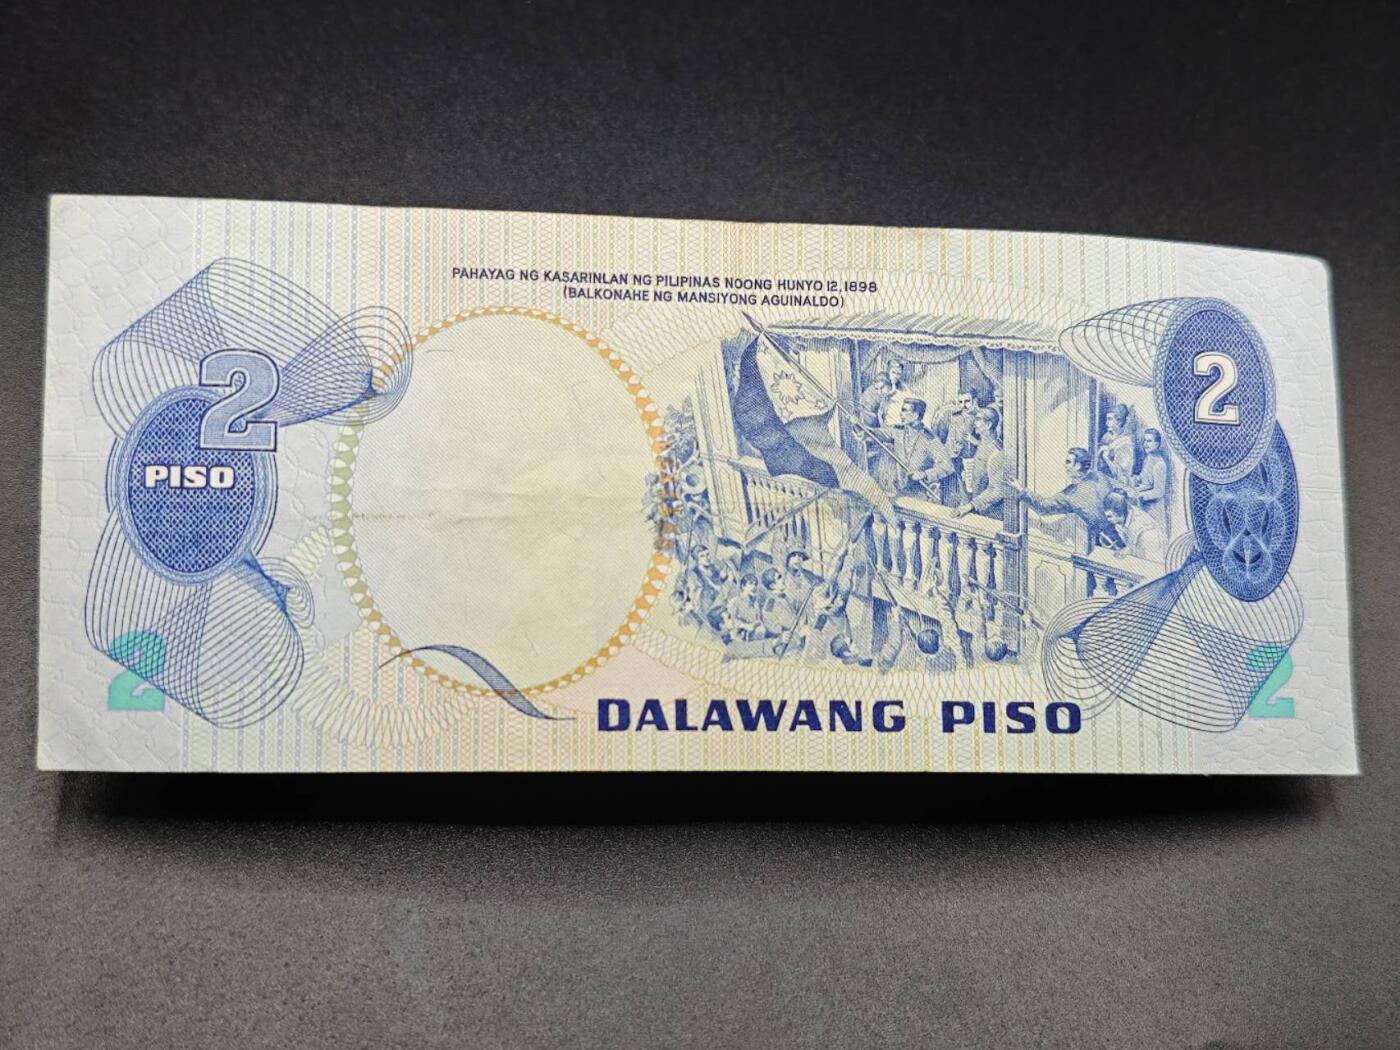 PAHAYAG NG KASARINLAN NG PILIPINAS NOONG HUNYO 12, 1898
(BALKONAHE NG MANSIYONG AGUINALDO)
2
2
PISO
2
2
DALAWANG PISO